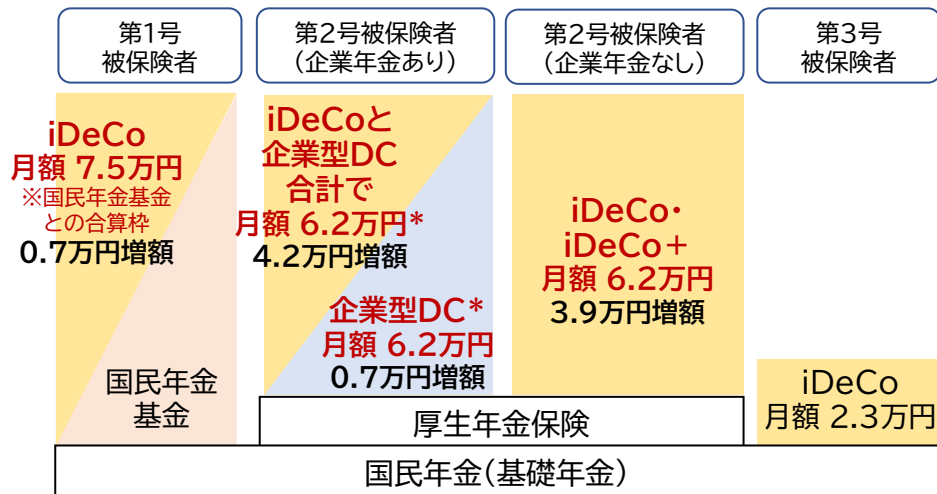 第1号
被保険者
第2号被保険者
(企業年金あり)
第2号被保険者
(企業年金なし)
第3号
被保険者
iDeCo
月額 7.5万円
※国民年金基金
との合算枠
0.7万円増額
国民年金
基金
iDeCoと
企業型DC
合計で
月額 6.2万円*
4.2万円増額
企業型DC*
月額 6.2万円
0.7万円増額
iDeCo・
iDeCo+
月額 6.2万円
3.9万円増額
iDeCo
月額 2.3万円
厚生年金保険
国民年金(基礎年金)